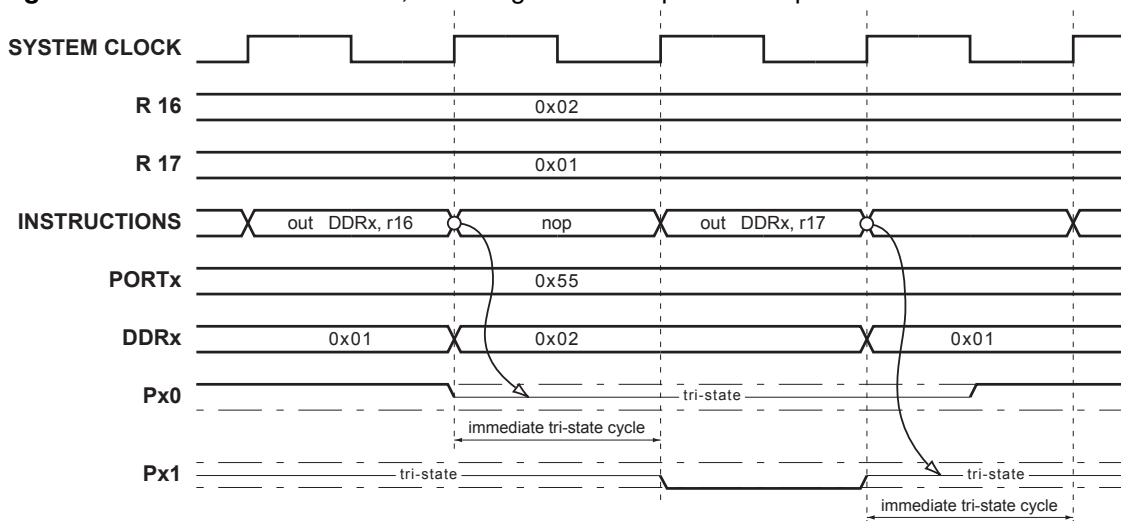 SYSTEM CLOCK
R 16
0x02
R 17
0x01
INSTRUCTIONS
out DDRx, r16
nop
out DDRx, r17
PORTx
0x55
DDRx
0x01
0x02
0x01
Px0
tri-state
immediate tri-state cycle
Px1
tri-state
tri-state
immediate tri-state cycle